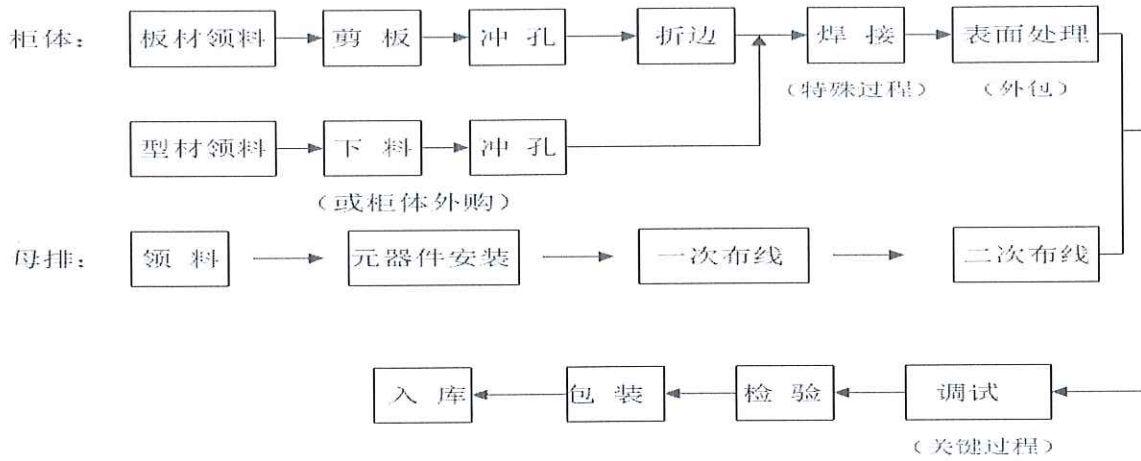 柜体： 板材领料 剪 板 冲 孔 折边 焊 接 表面处理
（特殊过程） （外包）
型材领料 下 料 冲 孔
（或柜体外购）
母排： 领 料 元器件安装 一次布线 二次布线
入 库 包 装 检 验 调试
（关键过程）